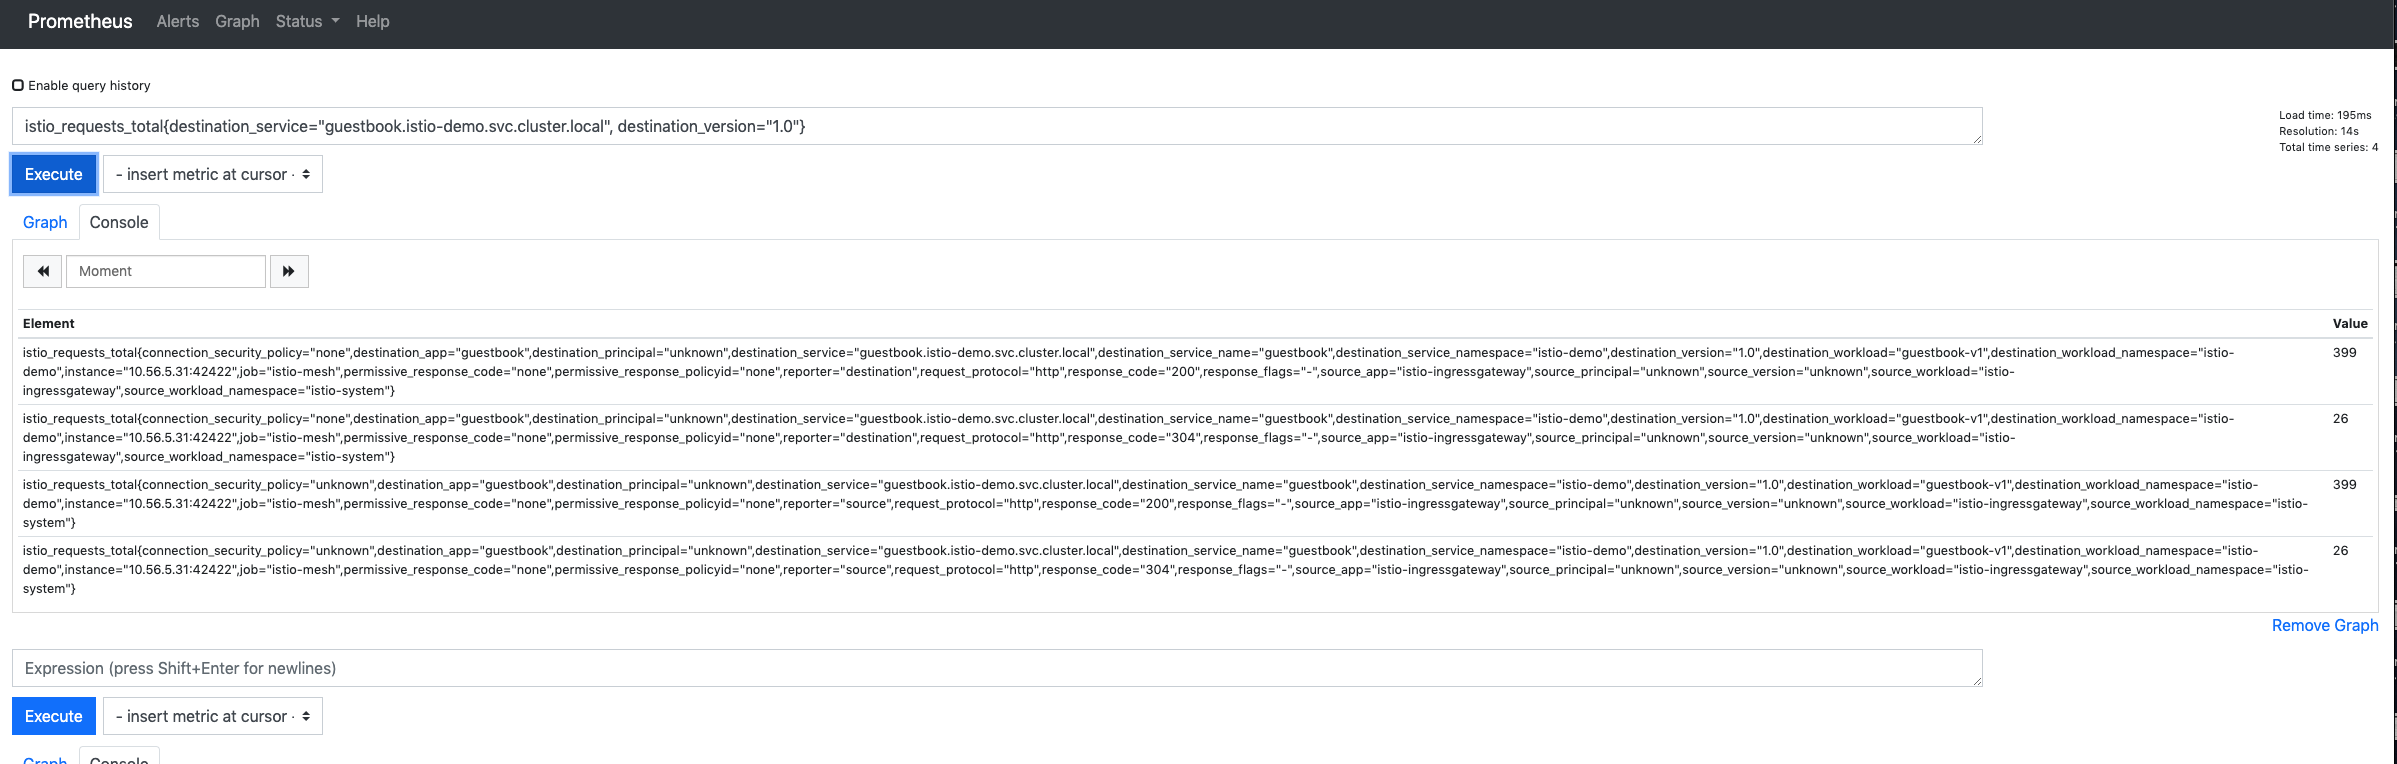 Prometheus Alerts Graph Status Help
Enable query history
istio_requests_total{destination_service="guestbook.istio-demo.svc.cluster.local", destination_version="1.0"}
Load time: 195ms
Resolution: 14s
Total time series: 4
Execute - insert metric at cursor -
Graph Console
Moment
Element Value
istio_requests_total{connection_security_policy="none",destination_app="guestbook",destination_principal="unknown",destination_service="guestbook.istio-demo.svc.cluster.local",destination_service_name="guestbook",destination_service_namespace="istio-demo",destination_version="1.0",destination_workload="guestbook-v1",destination_workload_namespace="istio- 399
demo",instance="10.56.5.31:42422",job="istio-mesh",permissive_response_code="none",permissive_response_policyid="none",reporter="destination",request_protocol="http",response_code="200",response_flags="-",source_app="istio-ingressgateway",source_principal="unknown",source_version="unknown",source_workload="istio-
ingressgateway",source_workload_namespace="istio-system"}
istio_requests_total{connection_security_policy="none",destination_app="guestbook",destination_principal="unknown",destination_service="guestbook.istio-demo.svc.cluster.local",destination_service_name="guestbook",destination_service_namespace="istio-demo",destination_version="1.0",destination_workload="guestbook-v1",destination_workload_namespace="istio- 26
demo",instance="10.56.5.31:42422",job="istio-mesh",permissive_response_code="none",permissive_response_policyid="none",reporter="destination",request_protocol="http",response_code="304",response_flags="-",source_app="istio-ingressgateway",source_principal="unknown",source_version="unknown",source_workload="istio-
ingressgateway",source_workload_namespace="istio-system"}
istio_requests_total{connection_security_policy="unknown",destination_app="guestbook",destination_principal="unknown",destination_service="guestbook.istio-demo.svc.cluster.local",destination_service_name="guestbook",destination_service_namespace="istio-demo",destination_version="1.0",destination_workload="guestbook-v1",destination_workload_namespace="istio- 399
demo",instance="10.56.5.31:42422",job="istio-mesh",permissive_response_code="none",permissive_response_policyid="none",reporter="source",request_protocol="http",response_code="200",response_flags="-",source_app="istio-ingressgateway",source_principal="unknown",source_version="unknown",source_workload="istio-ingressgateway",source_workload_namespace="istio-
system"}
istio_requests_total{connection_security_policy="unknown",destination_app="guestbook",destination_principal="unknown",destination_service="guestbook.istio-demo.svc.cluster.local",destination_service_name="guestbook",destination_service_namespace="istio-demo",destination_version="1.0",destination_workload="guestbook-v1",destination_workload_namespace="istio- 26
demo",instance="10.56.5.31:42422",job="istio-mesh",permissive_response_code="none",permissive_response_policyid="none",reporter="source",request_protocol="http",response_code="304",response_flags="-",source_app="istio-ingressgateway",source_principal="unknown",source_version="unknown",source_workload="istio-ingressgateway",source_workload_namespace="istio-
system"}
Remove Graph
Expression (press Shift+Enter for newlines)
Execute - insert metric at cursor -
Graph Console